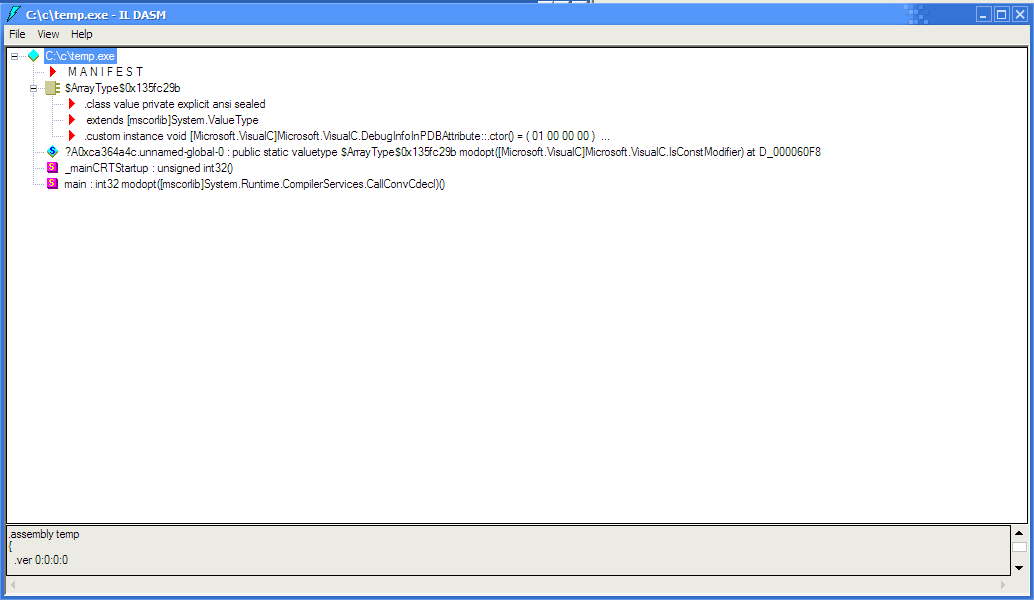 C:\c\temp.exe - IL DASM
File View Help
C:\c\temp.exe
M A N I F E S T
$ArrayType$0x135fc29b
.class value private explicit ansi sealed
extends [mscorlib]System.ValueType
.custom instance void [Microsoft.VisualC]Microsoft.VisualC.DebugInfoInPDBAttribute::.ctor() = ( 01 00 00 00 ) ...
?A0xca364a4c.unnamed-global-0 : public static valuetype $ArrayType$0x135fc29b modopt([Microsoft.VisualC]Microsoft.VisualC.IsConstModifier) at D_000060F8
_mainCRTStartup : unsigned int32()
main : int32 modopt([mscorlib]System.Runtime.CompilerServices.CallConvCdecl)()
.assembly temp
{
.ver 0:0:0:0